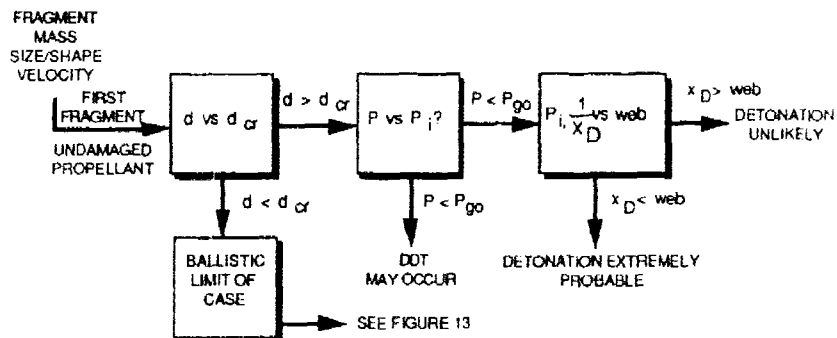 FRAGMENT
MASS
SIZE/SHAPE
VELOCITY
FIRST
FRAGMENT
UNDAMAGED
PROPELLANT
d vs d cr
d > d cr
P vs P i ?
P < P go
P i, 1/X D vs web
x D > web
DETONATION
UNLIKELY
d < d cr
P < P go
x D < web
BALLISTIC
LIMIT OF
CASE
DDT
MAY OCCUR
DETONATION EXTREMELY
PROBABLE
SEE FIGURE 13